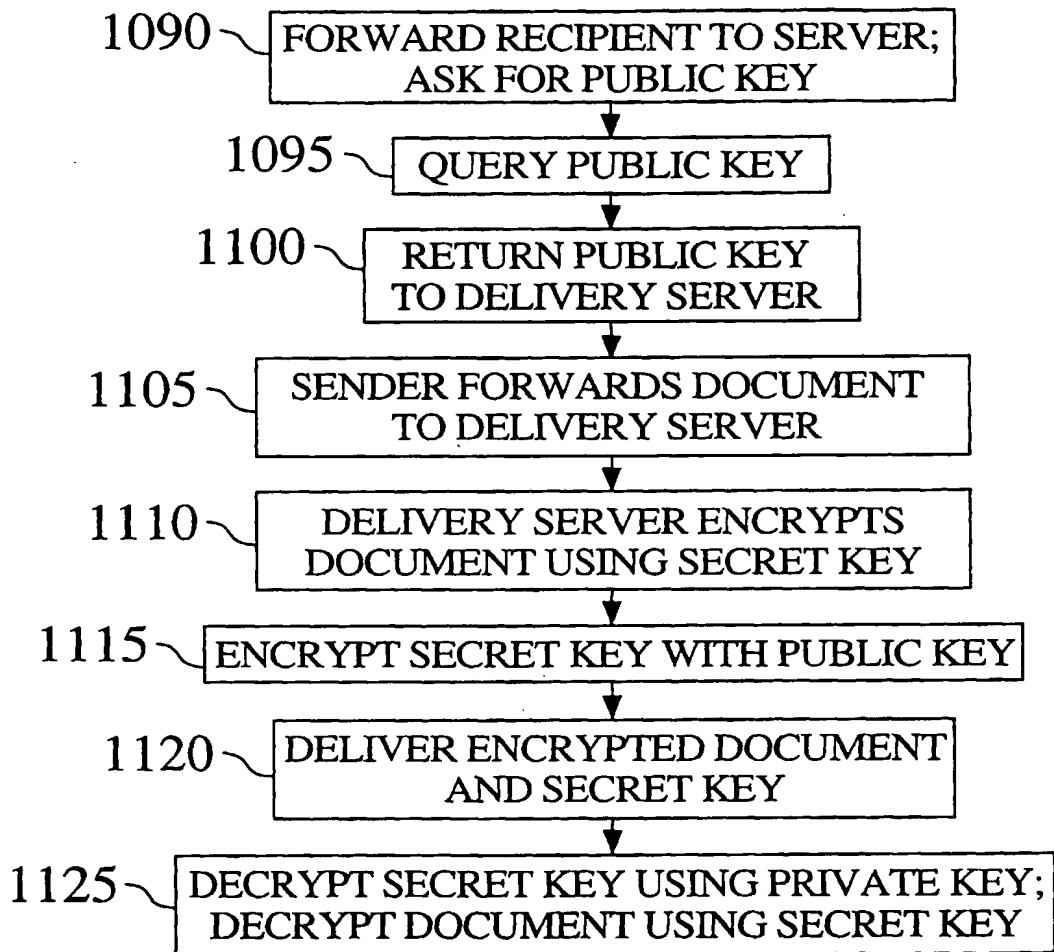 1090
FORWARD RECIPIENT TO SERVER;
ASK FOR PUBLIC KEY
1095
QUERY PUBLIC KEY
1100
RETURN PUBLIC KEY
TO DELIVERY SERVER
1105
SENDER FORWARDS DOCUMENT
TO DELIVERY SERVER
1110
DELIVERY SERVER ENCRYPTS
DOCUMENT USING SECRET KEY
1115
ENCRYPT SECRET KEY WITH PUBLIC KEY
1120
DELIVER ENCRYPTED DOCUMENT
AND SECRET KEY
1125
DECRYPT SECRET KEY USING PRIVATE KEY;
DECRYPT DOCUMENT USING SECRET KEY